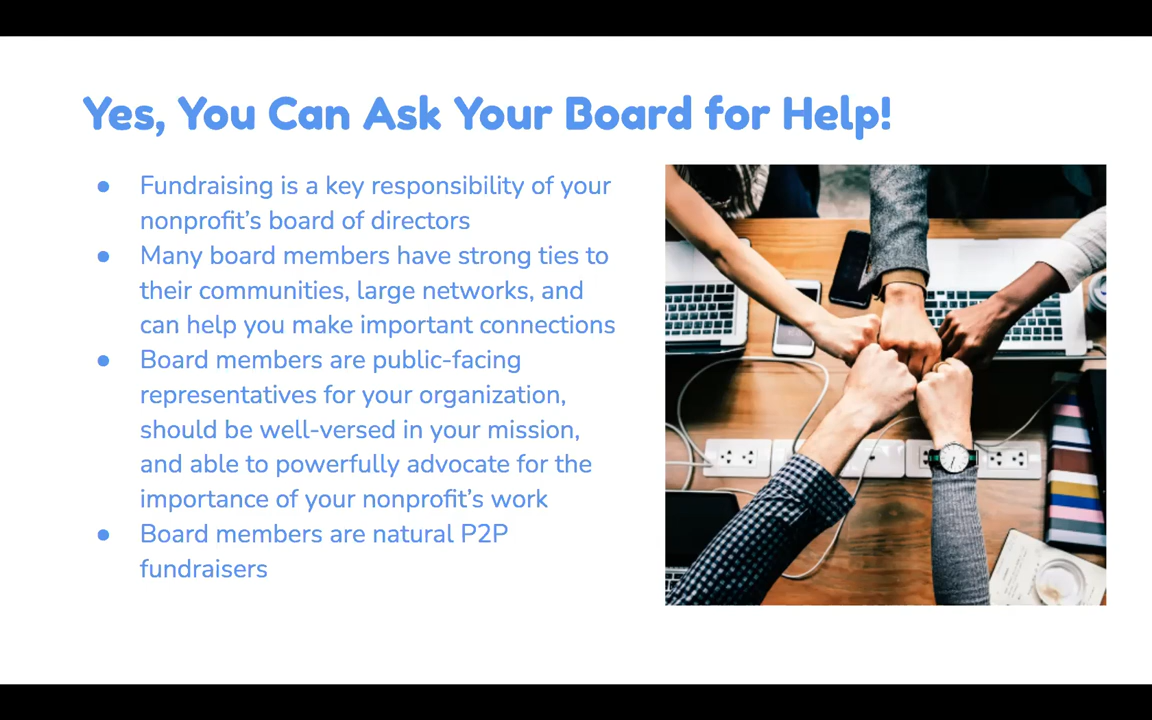 Yes, You Can Ask Your Board for Help!
● Fundraising is a key responsibility of your
nonprofit's board of directors
● Many board members have strong ties to
their communities, large networks, and
can help you make important connections
● Board members are public-facing
representatives for your organization,
should be well-versed in your mission,
and able to powerfully advocate for the
importance of your nonprofit's work
● Board members are natural P2P
fundraisers